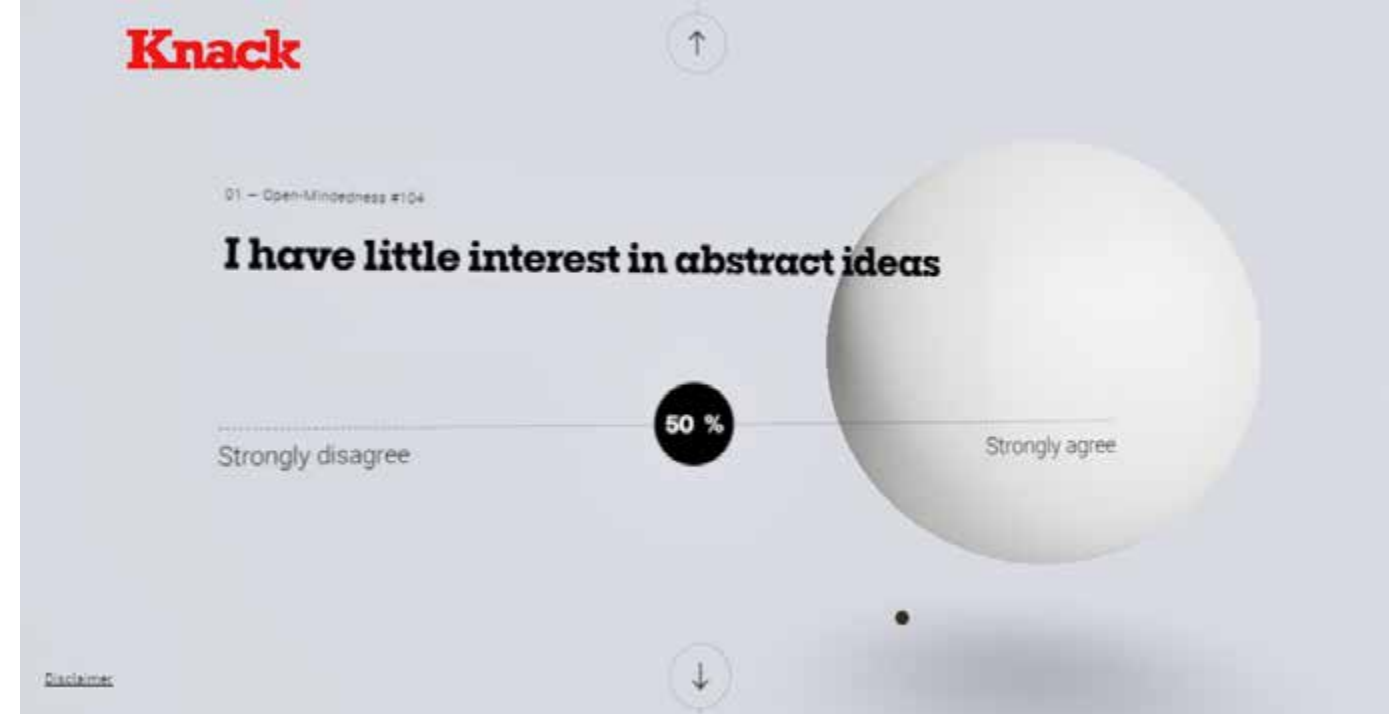 Knack
01 — Open-Mindedness #104
I have little interest in abstract ideas
50 %
Strongly disagree
Strongly agree
Disclaimer